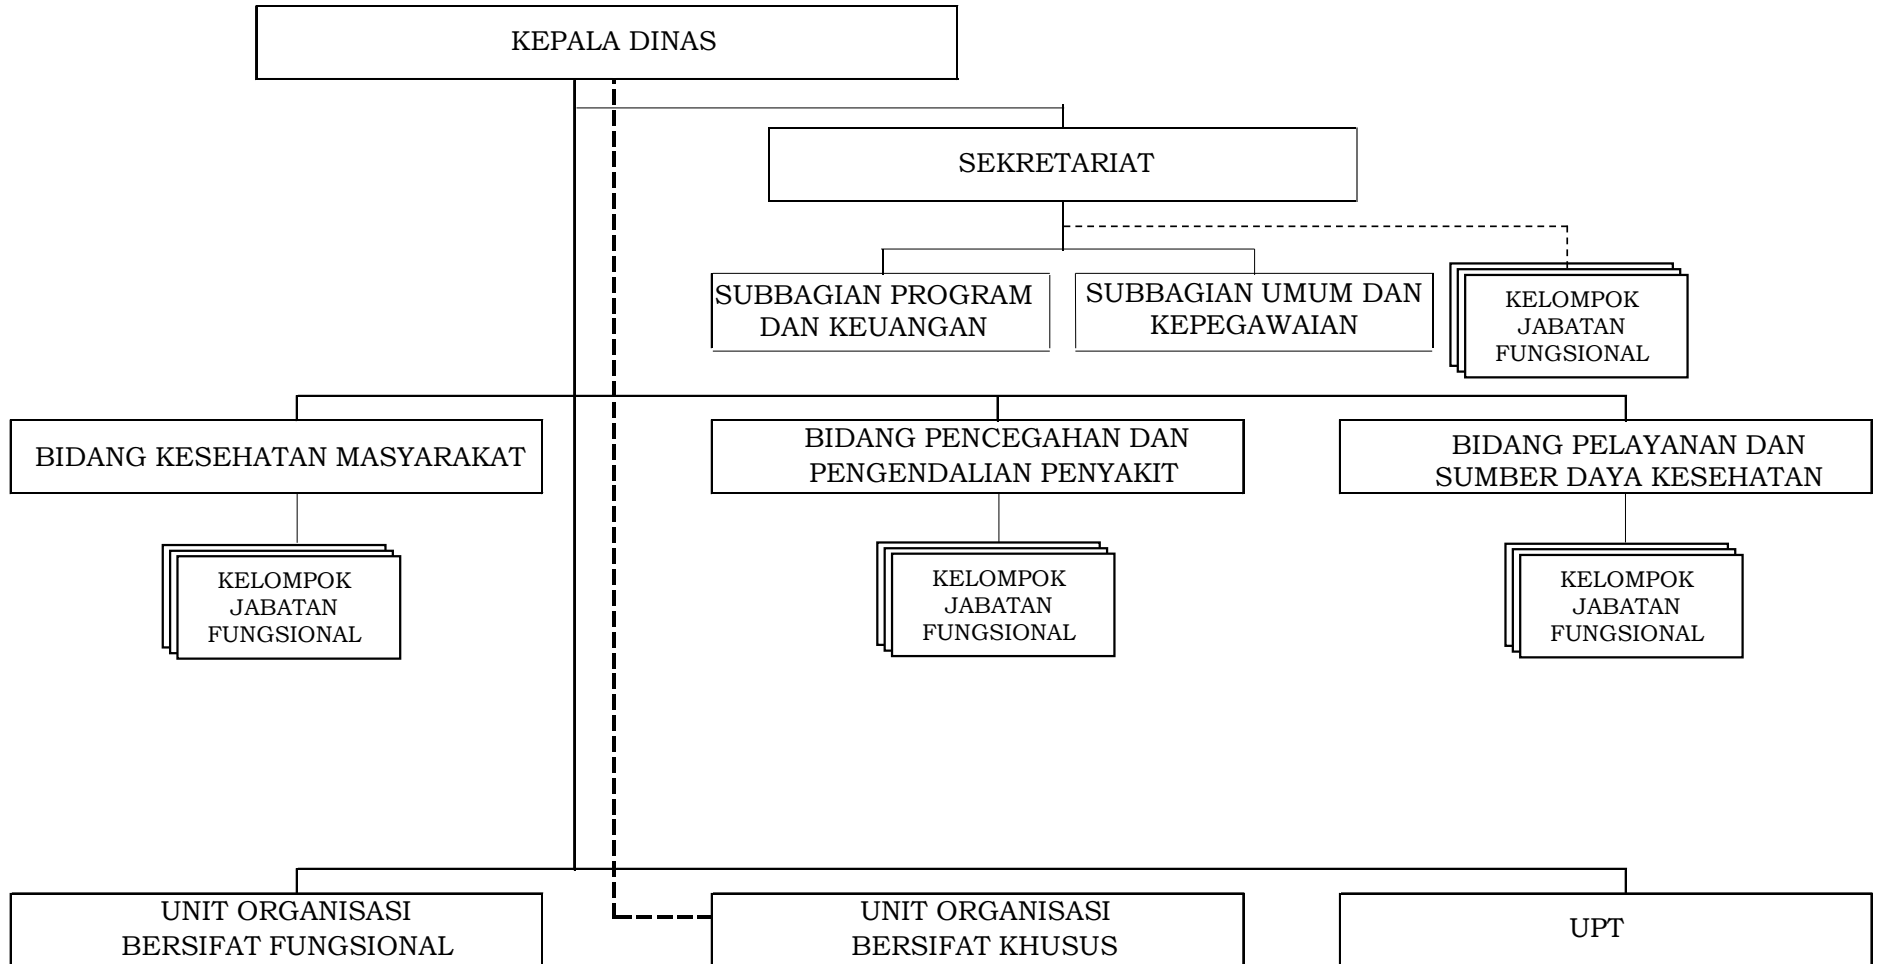 KEPALA DINAS
SEKRETARIAT
SUBBAGIAN PROGRAM
DAN KEUANGAN
SUBBAGIAN UMUM DAN
KEPEGAWAIAN
KELOMPOK
JABATAN
FUNGSIONAL
BIDANG KESEHATAN MASYARAKAT
BIDANG PENCEGAHAN DAN
PENGENDALIAN PENYAKIT
BIDANG PELAYANAN DAN
SUMBER DAYA KESEHATAN
KELOMPOK
JABATAN
FUNGSIONAL
KELOMPOK
JABATAN
FUNGSIONAL
KELOMPOK
JABATAN
FUNGSIONAL
UNIT ORGANISASI
BERSIFAT FUNGSIONAL
UNIT ORGANISASI
BERSIFAT KHUSUS
UPT